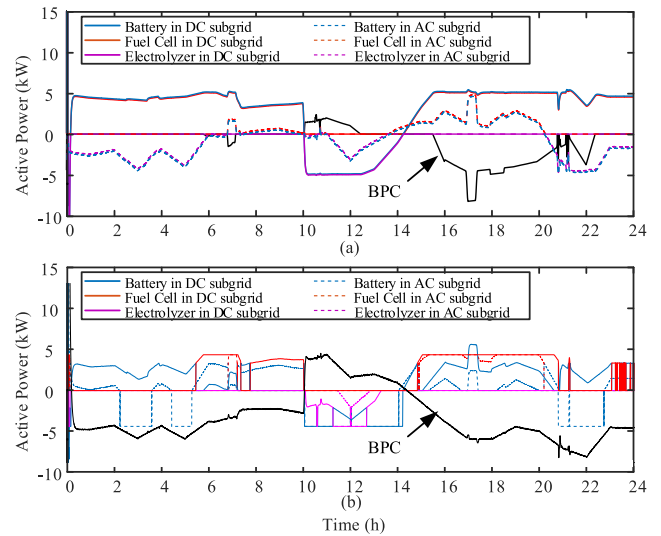 15
Battery in DC subgrid Battery in AC subgrid
Fuel Cell in DC subgrid Fuel Cell in AC subgrid
Electrolyzer in DC subgrid Electrolyzer in AC subgrid
10
5
0
-5
-10
Active Power (kW)
BPC
0 2 4 6 8 10 12 14 16 18 20 22 24
(a)
15
Battery in DC subgrid Battery in AC subgrid
Fuel Cell in DC subgrid Fuel Cell in AC subgrid
Electrolyzer in DC subgrid Electrolyzer in AC subgrid
10
5
0
-5
-10
Active Power (kW)
BPC
0 2 4 6 8 10 12 14 16 18 20 22 24
(b)
Time (h)